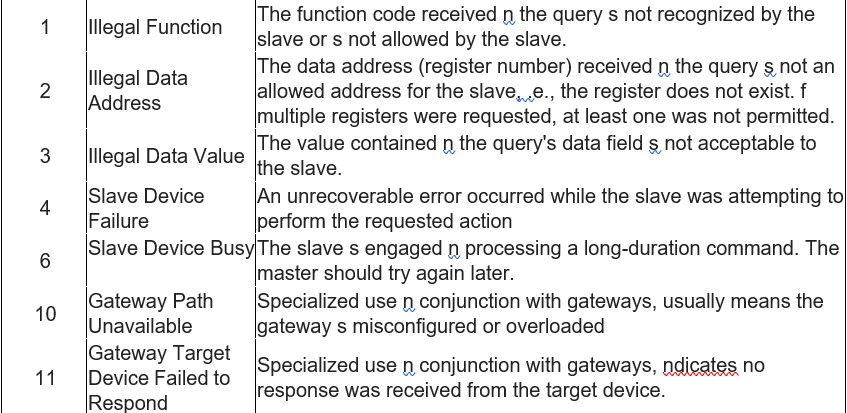 1 Illegal Function The function code received n the query s not recognized by the
slave or s not allowed by the slave.
2 Illegal Data
Address
The data address (register number) received n the query s not an
allowed address for the slave, .e., the register does not exist. f
multiple registers were requested, at least one was not permitted.
3 Illegal Data Value The value contained n the query's data field s not acceptable to
the slave.
4 Slave Device
Failure
An unrecoverable error occurred while the slave was attempting to
perform the requested action
6 Slave Device Busy The slave s engaged n processing a long-duration command. The
master should try again later.
10 Gateway Path
Unavailable
Specialized use n conjunction with gateways, usually means the
gateway s misconfigured or overloaded
11 Gateway Target
Device Failed to
Respond
Specialized use n conjunction with gateways, ndicates no
response was received from the target device.